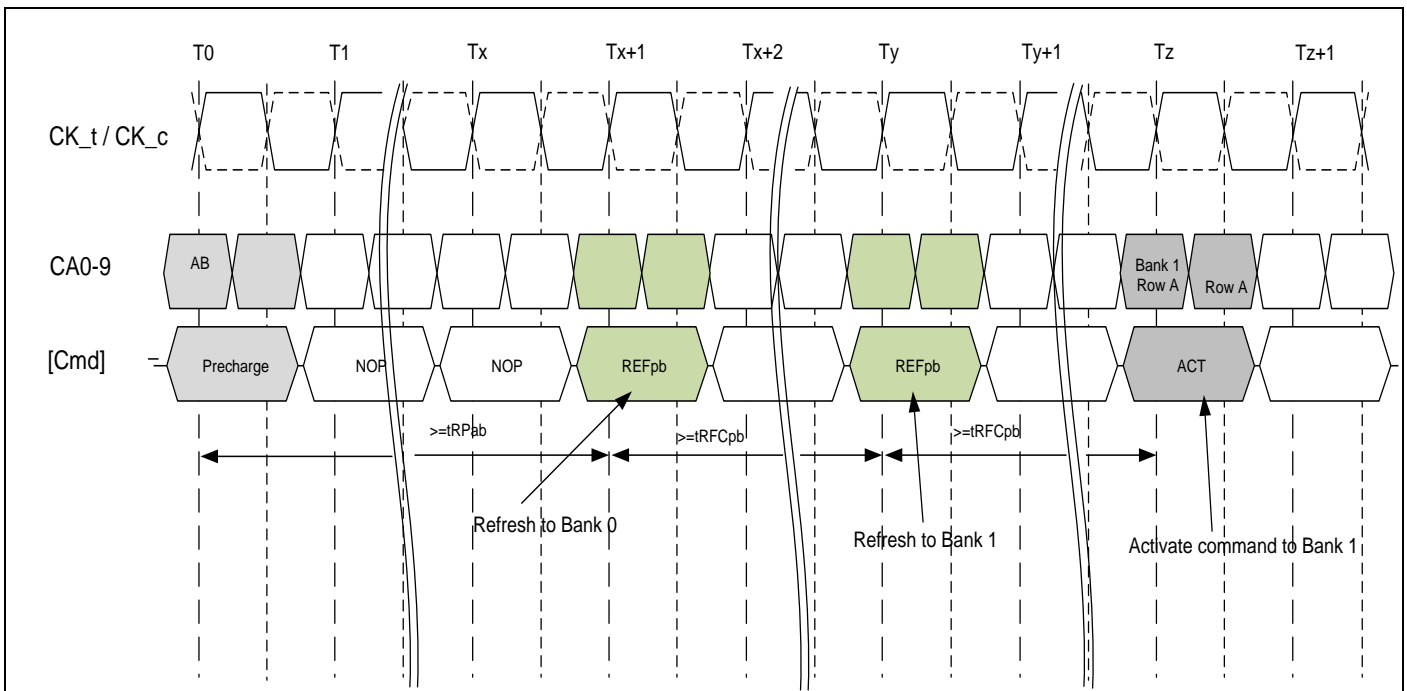 T0 T1 Tx Tx+1 Tx+2 Ty Ty+1 Tz Tz+1
CK_t / CK_c
CA0-9
AB
Bank 1
Row A
Row A
[Cmd]
Precharge NOP NOP REFpb REFpb ACT
>=tRPab >=tRFCpb >=tRFCpb
Refresh to Bank 0
Refresh to Bank 1
Activate command to Bank 1